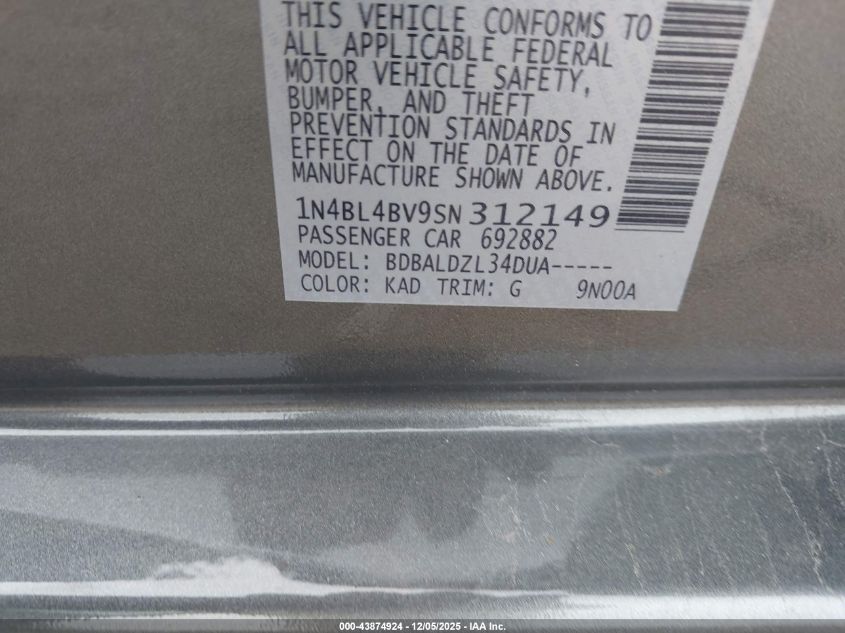 THIS VEHICLE CONFORMS TO
ALL APPLICABLE FEDERAL
MOTOR VEHICLE SAFETY,
BUMPER, AND THEFT
PREVENTION STANDARDS IN
EFFECT ON THE DATE OF
MANUFACTURE SHOWN ABOVE.
1N4BL4BV9SN312149
PASSENGER CAR 692882
MODEL: BDBALDZL34DUA-----
COLOR: KAD TRIM: G 9N00A
000-43874924 - 12/05/2025 - IAA Inc.